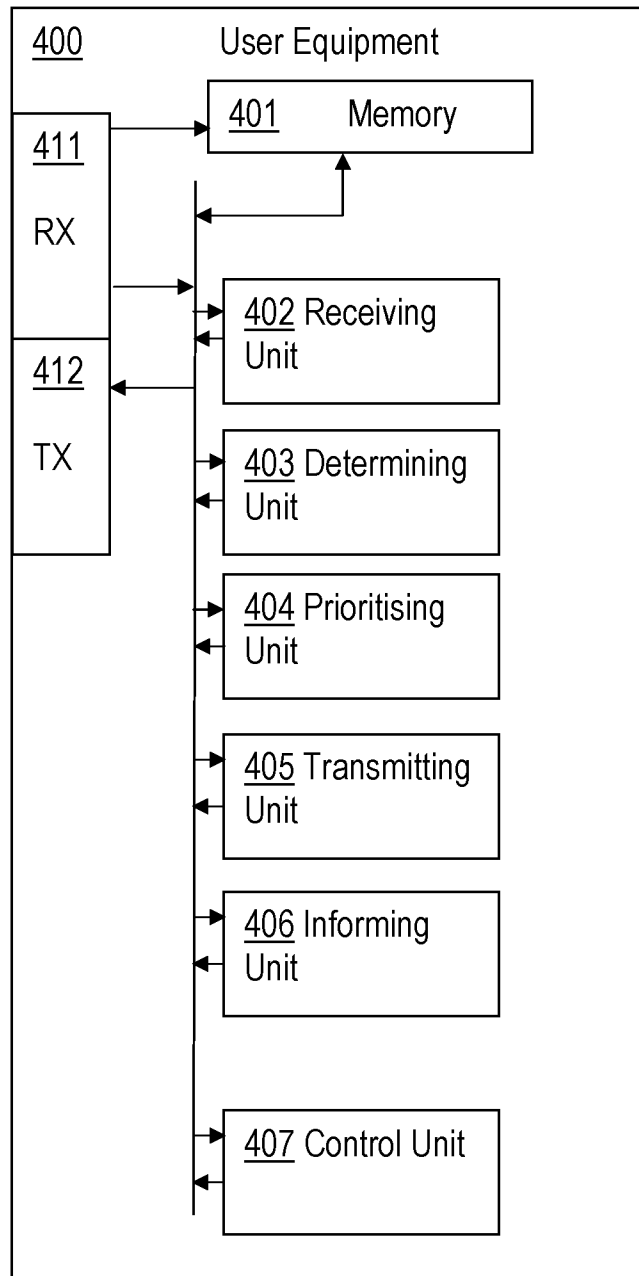 400 User Equipment
401 Memory
411
RX
402 Receiving
Unit
412
TX
403 Determining
Unit
404 Prioritising
Unit
405 Transmitting
Unit
406 Informing
Unit
407 Control Unit